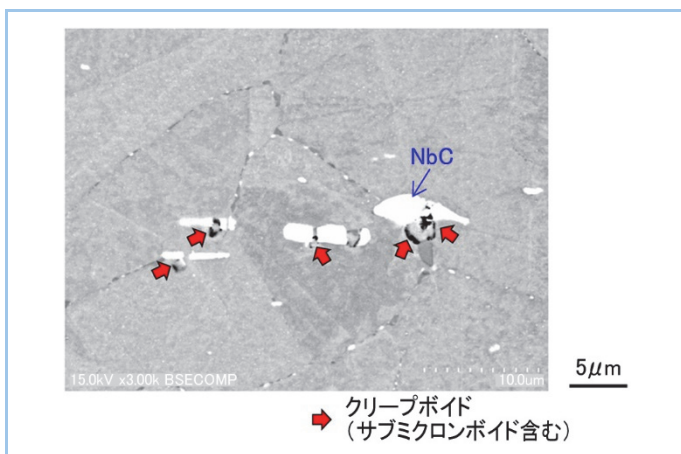 NbC
15.0kV x3.00k BSECOMP
10.0um
5μm
クリープボイド
（サブミクロンボイド含む）